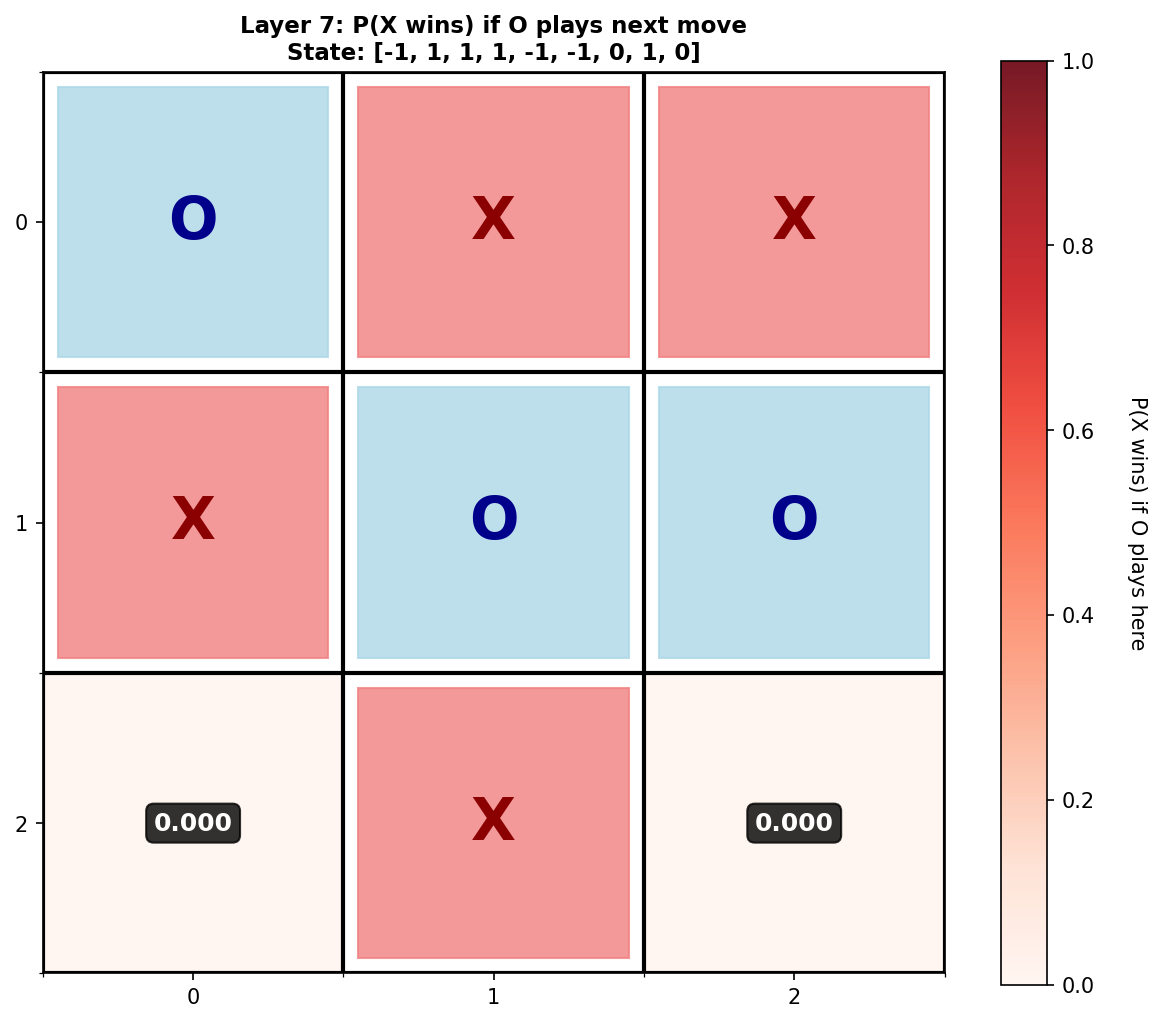 Layer 7: P(X wins) if O plays next move
State: [-1, 1, 1, 1, -1, -1, 0, 1, 0]
0
O
X
X
1
X
O
O
2
0.000
X
0.000
0
1
2
1.0
0.8
0.6
0.4
0.2
0.0
P(X wins) if O plays here